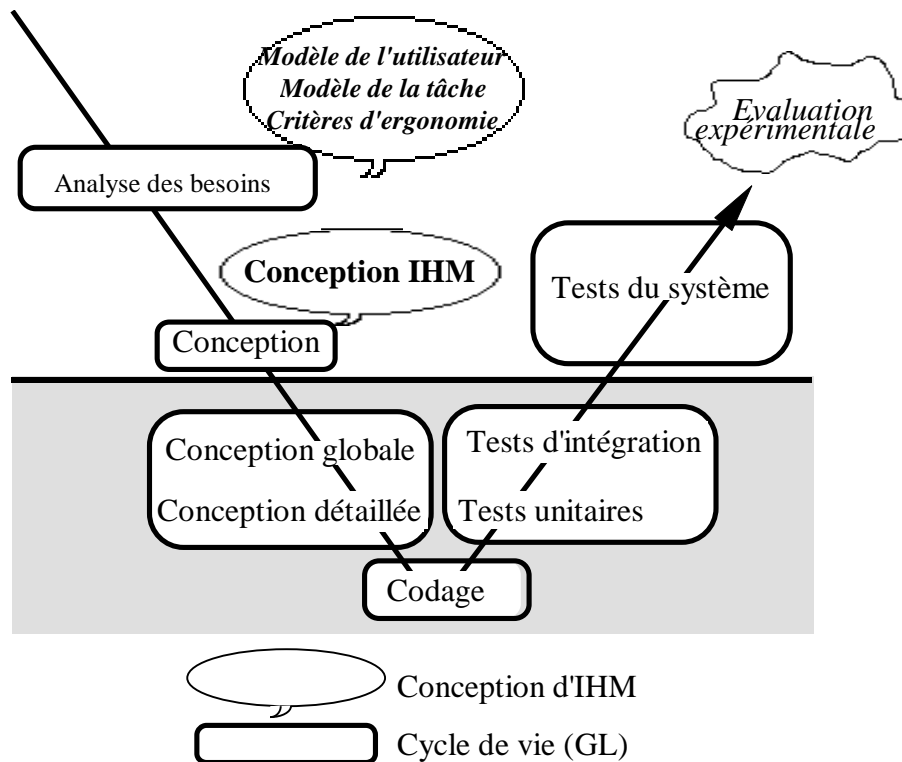 Modèle de l'utilisateur
Modèle de la tâche
Critères d'ergonomie
Evaluation
expérimentale
Analyse des besoins
Conception IHM
Tests du système
Conception
Conception globale
Conception détaillée
Tests d'intégration
Tests unitaires
Codage
Conception d'IHM
Cycle de vie (GL)